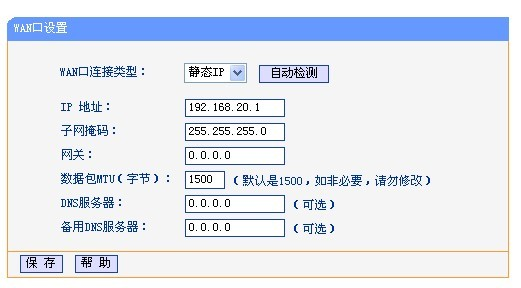 WAN口设置
WAN口连接类型： 静态IP 自动检测
IP 地址： 192.168.20.1
子网掩码： 255.255.255.0
网关： 0.0.0.0
数据包MTU(字节)： 1500 (默认是1500，如非必要，请勿修改)
DNS服务器： 0.0.0.0 (可选)
备用DNS服务器： 0.0.0.0 (可选)
保 存 帮 助